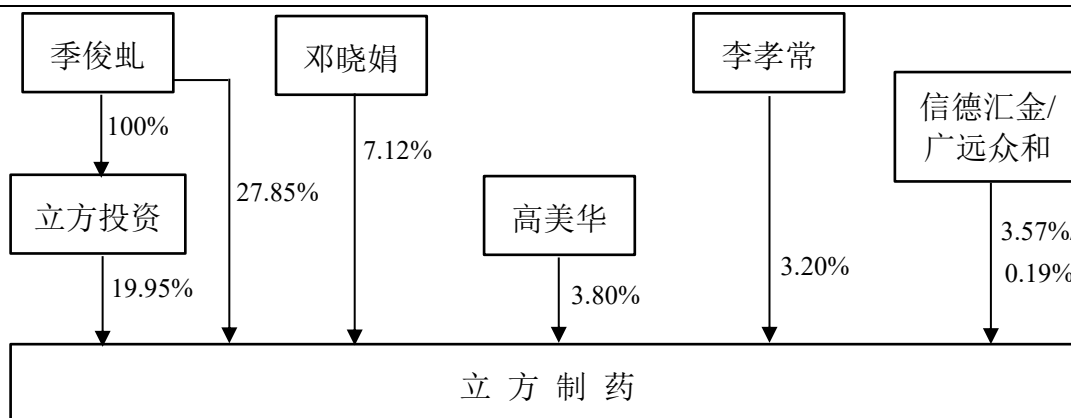 季俊虬
邓晓娟
李孝常
信德汇金/
广远众和
100%
7.12%
27.85%
立方投资
高美华
3.57%/
0.19%
19.95%
3.80%
3.20%
立 方 制 药